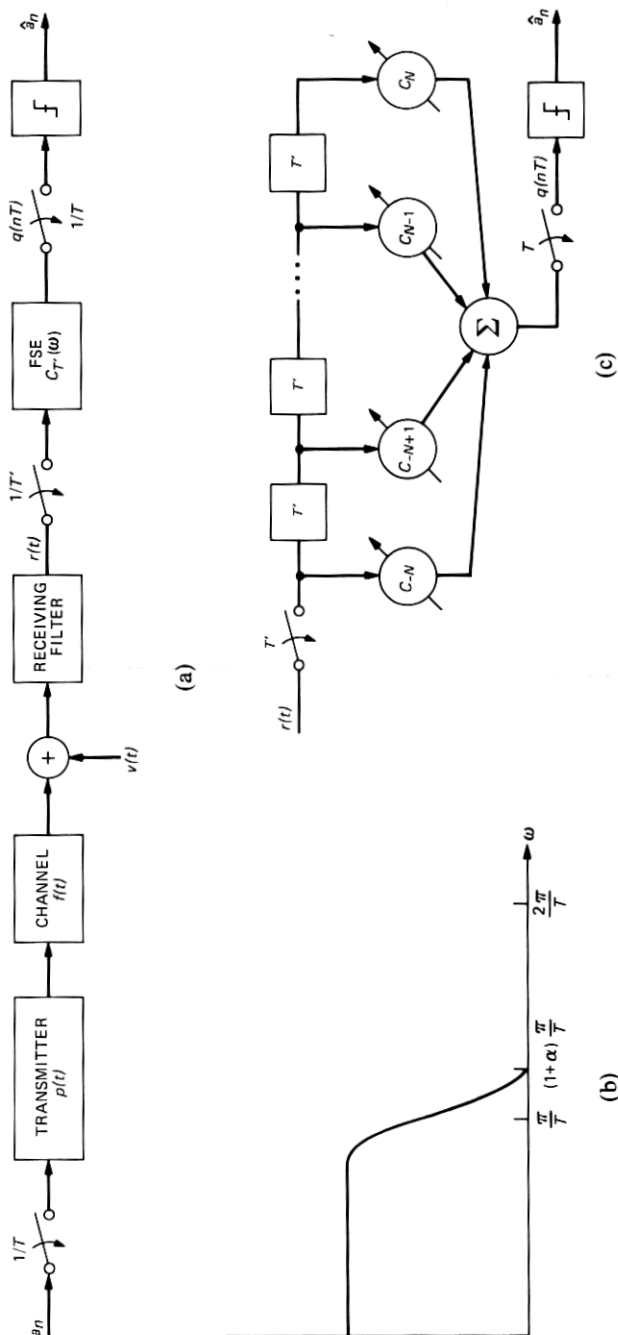 a_n
1/T
TRANSMITTER
p(t)
CHANNEL
f(t)
+
ν(t)
RECEIVING
FILTER
r(t)
1/T'
FSE
C_T'(ω)
q(nT)
1/T
â_n
(a)
π/T
(1+α) π/T
2π/T
ω
(b)
r(t)
T'
T'
T'
....
T'
C_-N
C_-N+1
C_N-1
C_N
Σ
T
q(nT)
â_n
(c)